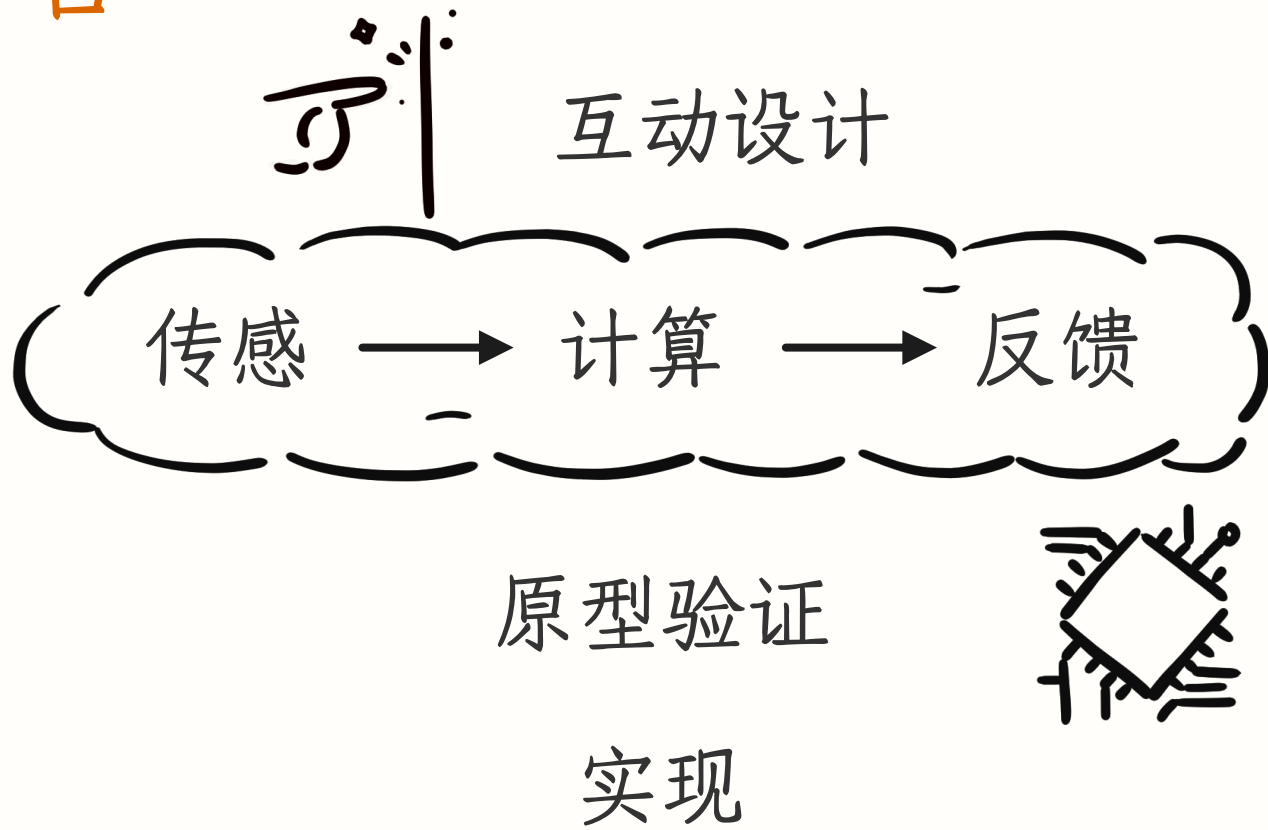 互动设计
传感 → 计算 → 反馈
原型验证
实现